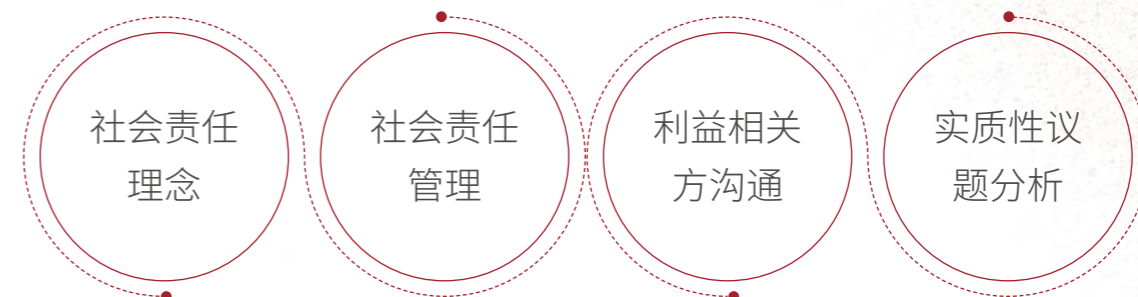 社会责任
理念
社会责任
管理
利益相关
方沟通
实质性议
题分析